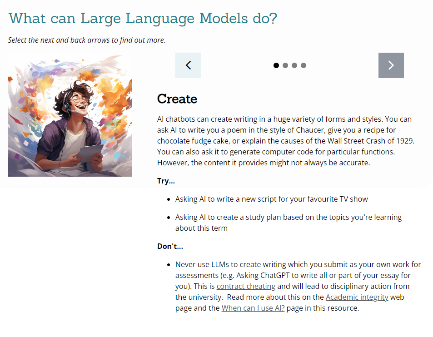 What can Large Language Models do?
Select the next and back arrows to find out more.
Create
AI chatbots can create writing in a huge variety of forms and styles. You can
ask AI to write you a poem in the style of Chaucer, give you a recipe for
chocolate fudge cake, or explain the causes of the Wall Street Crash of 1929.
You can also ask it to generate computer code for particular functions.
However, the content it provides might not always be accurate.
Try...
• Asking AI to write a new script for your favourite TV show
• Asking AI to create a study plan based on the topics you're learning
about this term
Don't...
• Never use LLMs to create writing which you submit as your own work for
assessments (e.g. Asking ChatGPT to write all or part of your essay for
you). This is contract cheating and will lead to disciplinary action from
the university. Read more about this on the Academic integrity web
page and the When can I use AI? page in this resource.